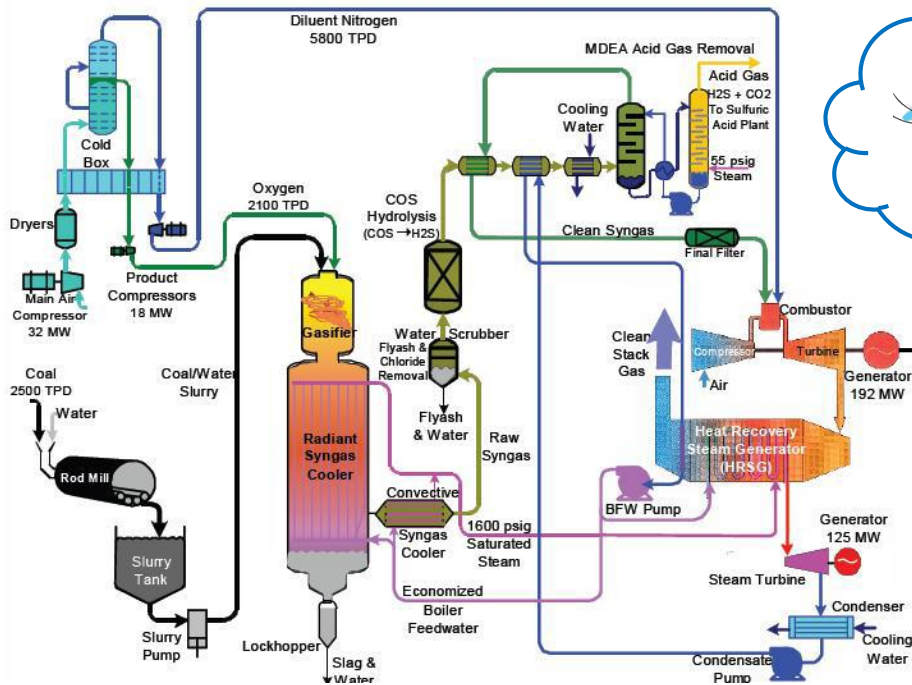 Diluent Nitrogen
5800 TPD
MDEA Acid Gas Removal
Acid Gas
H2S + CO2
To Sulfuric
Acid Plant
Cooling
Water
55 psig
Steam
Cold
Box
Dryers
Oxygen
2100 TPD
COS
Hydrolysis
(COS →H2S)
Clean Syngas
Final Filter
Product
Compressors
18 MW
Main Air
Compressor
32 MW
Gasifier
Water Scrubber
Flyash &
Chloride
Removal
Clean
Stack
Gas
Combustor
Compressor
Turbine
Air
Generator
192 MW
Coal
2500 TPD
Water
Coal/Water
Slurry
Flyash
& Water
Radiant
Syngas
Cooler
Raw
Syngas
Heat Recovery
Steam Generator
(HRSG)
Rod Mill
Convective
Syngas
Cooler
BFW Pump
1600 psig
Saturated
Steam
Generator
125 MW
Slurry
Tank
Steam Turbine
Slurry
Pump
Economized
Boiler
Feedwater
Condenser
Cooling
Water
Lockhopper
Condensate
Pump
Slag &
Water